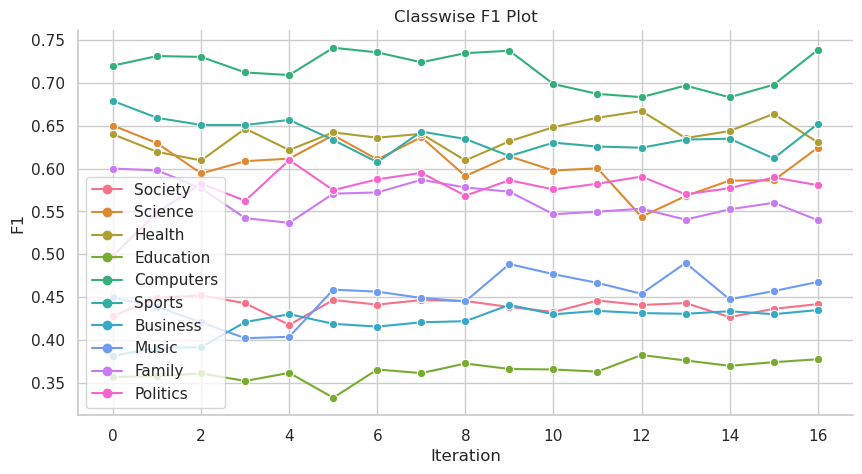 Classwise F1 Plot
0.75
0.70
0.65
0.60
0.55
0.50
0.45
0.40
0.35
F1
Society
Science
Health
Education
Computers
Sports
Business
Music
Family
Politics
0 2 4 6 8 10 12 14 16
Iteration